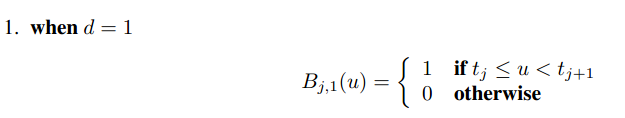 1. when d = 1
B_{j,1}(u) = { 1 if t_j ≤ u < t_{j+1}
0 otherwise